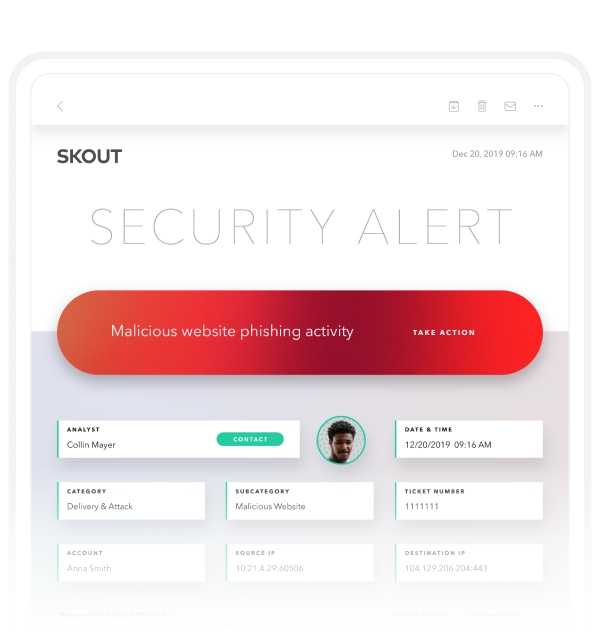 SKOUT
Dec 20, 2019 09:16 AM
SECURITY ALERT
Malicious website phishing activity
TAKE ACTION
ANALYST
Collin Mayer
CONTACT
DATE & TIME
12/20/2019 09:16 AM
CATEGORY
Delivery & Attack
SUBCATEGORY
Malicious Website
TICKET NUMBER
1111111
ACCOUNT
Anna Smith
SOURCE IP
10.21.4.29:60506
DESTINATION IP
104.129.206.204:443